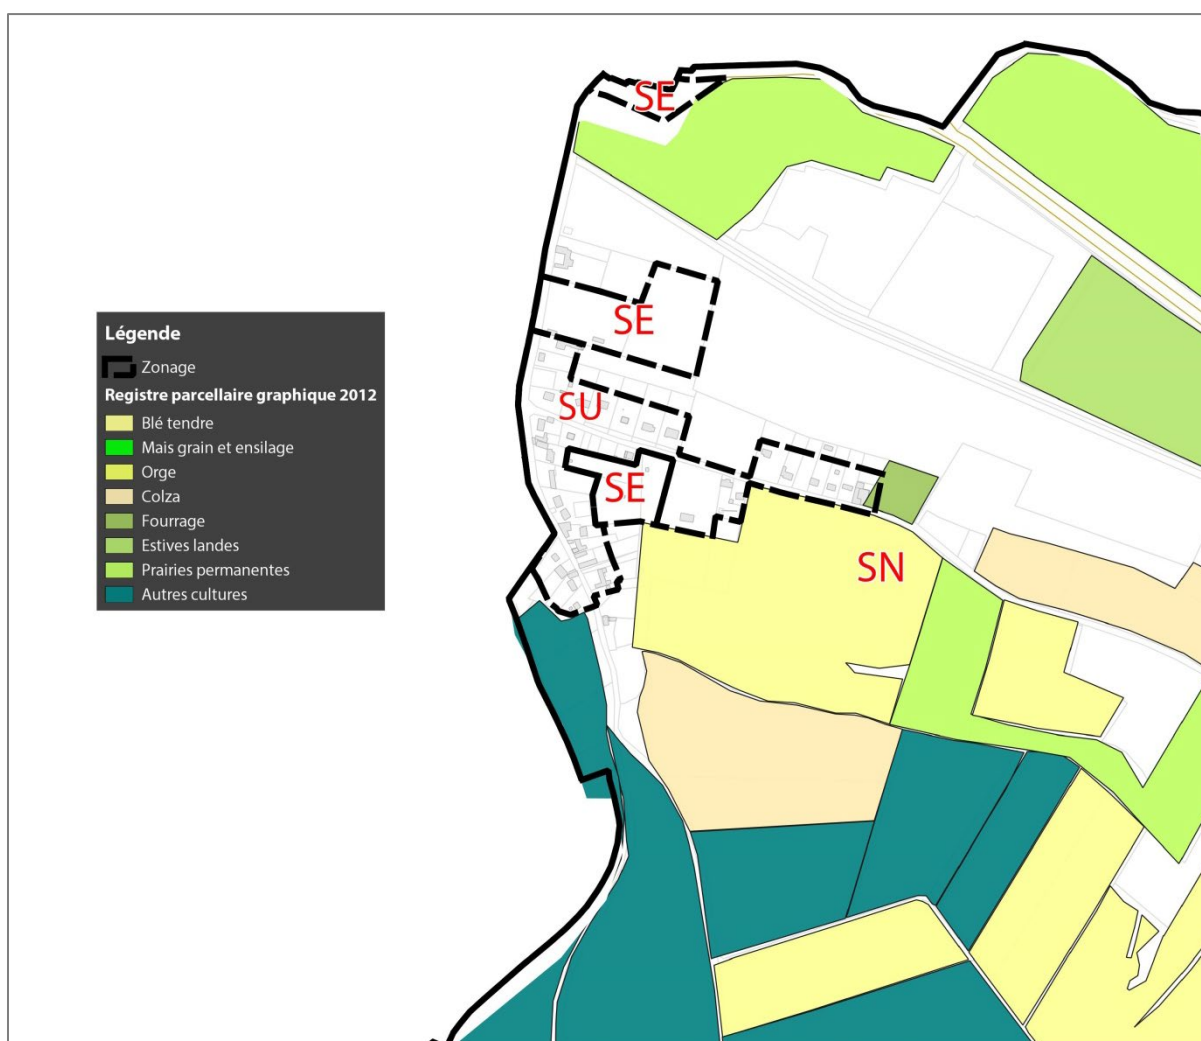 SE
SE
Légende
Zonage
Registre parcellaire graphique 2012
Blé tendre
Mais grain et ensilage
Orge
Colza
Fourrage
Estives landes
Prairies permanentes
Autres cultures
SU
SE
SN